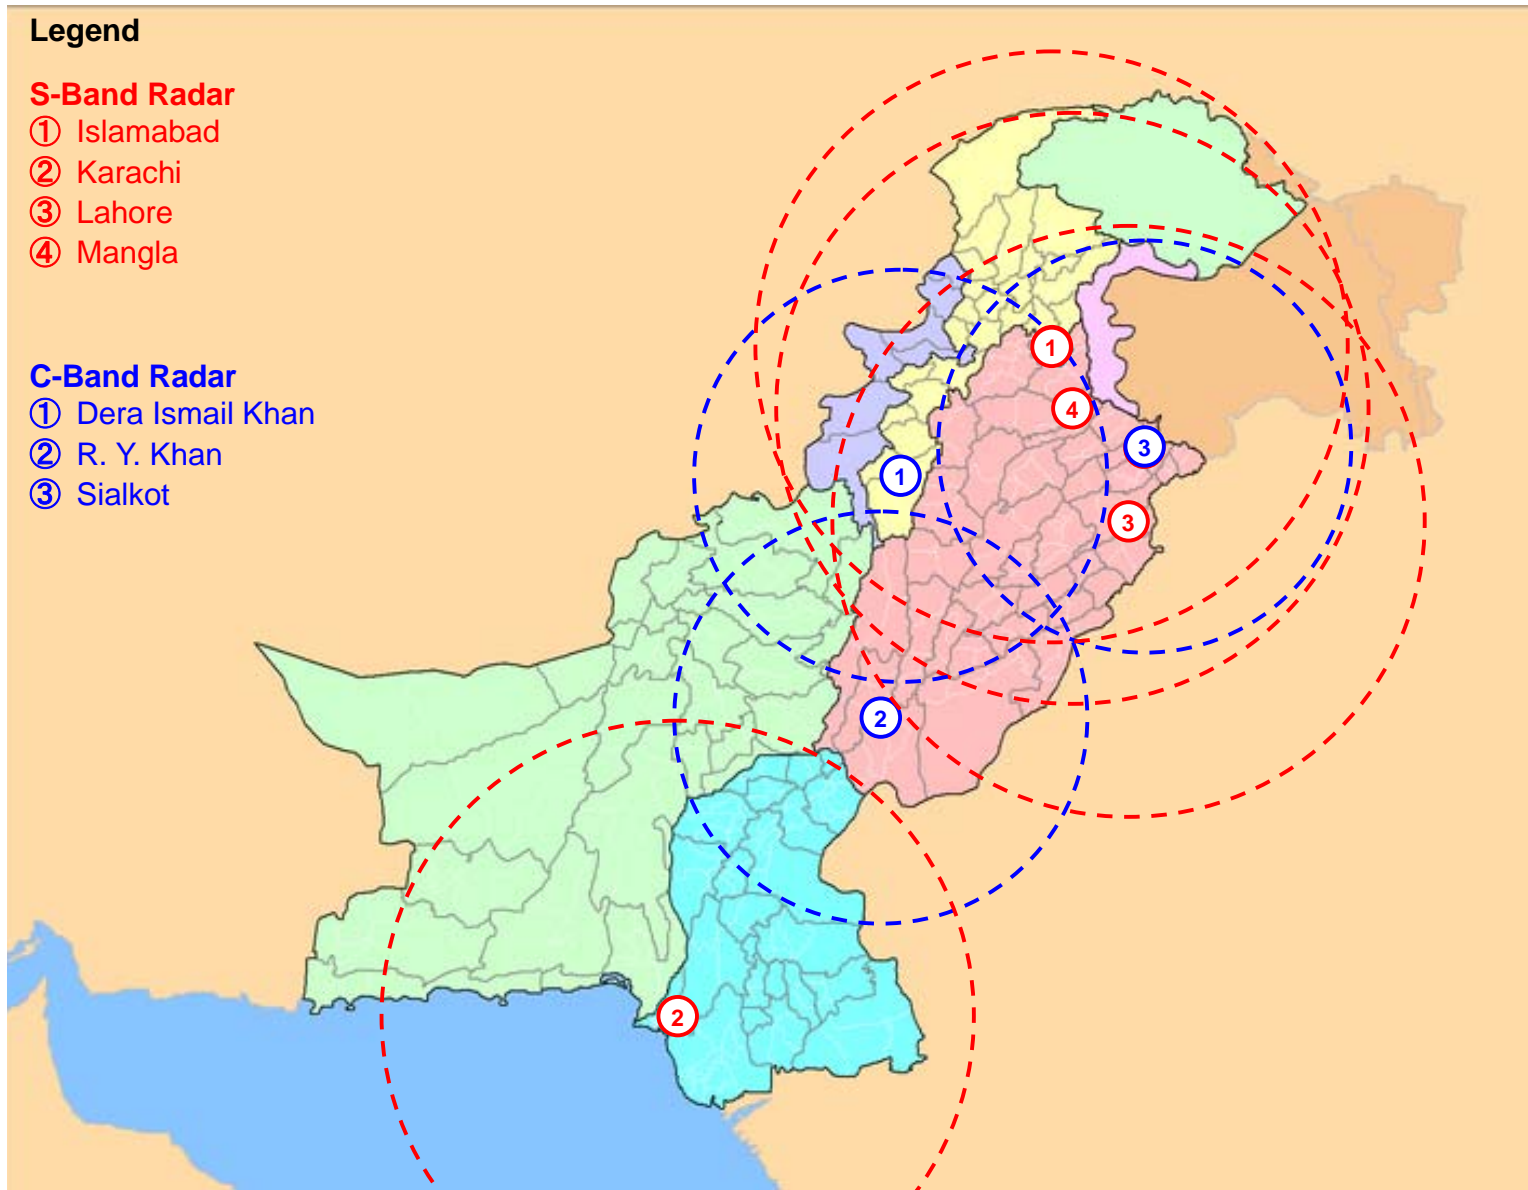 Legend
S-Band Radar
① Islamabad
② Karachi
③ Lahore
④ Mangla
C-Band Radar
① Dera Ismail Khan
② R. Y. Khan
③ Sialkot
1
4
3
1
3
2
2